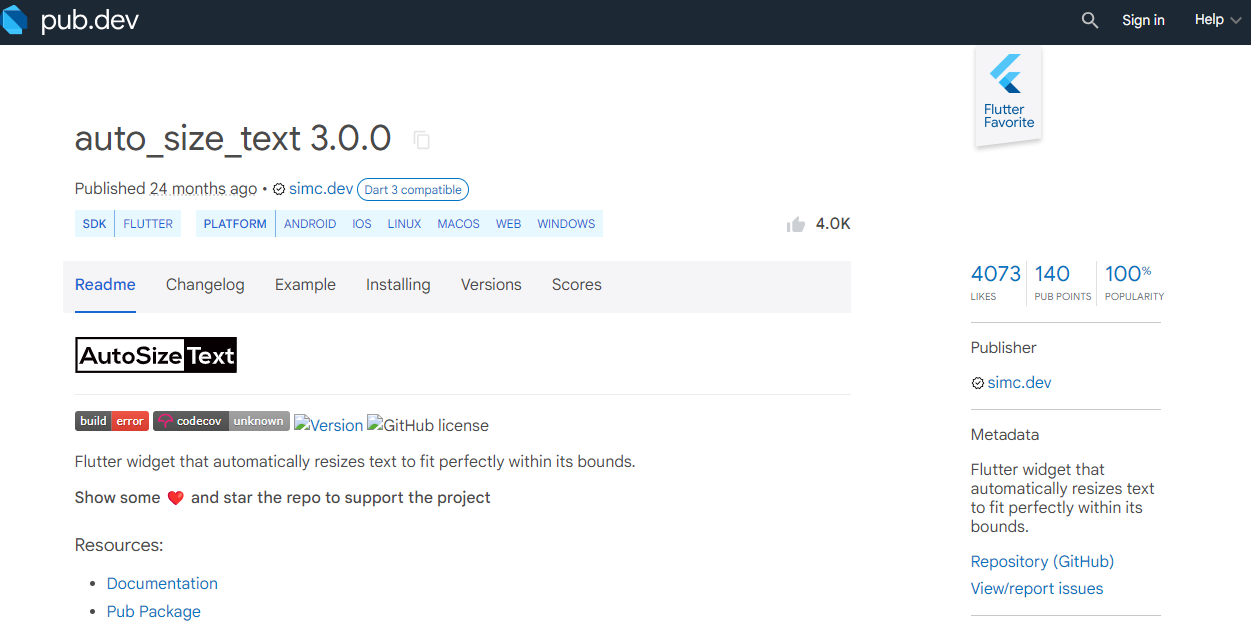 pub.dev
Sign in
Help
Flutter
Favorite
auto_size_text 3.0.0
Published 24 months ago • simc.dev Dart 3 compatible
SDK FLUTTER PLATFORM ANDROID IOS LINUX MACOS WEB WINDOWS
4.0K
Readme Changelog Example Installing Versions Scores
AutoSize Text
build error codecov unknown Version GitHub license
Flutter widget that automatically resizes text to fit perfectly within its bounds.
Show some ❤️ and star the repo to support the project
Resources:
• Documentation
• Pub Package
4073 140 100%
LIKES PUB POINTS POPULARITY
Publisher
simc.dev
Metadata
Flutter widget that
automatically resizes text
to fit perfectly within its
bounds.
Repository (GitHub)
View/report issues